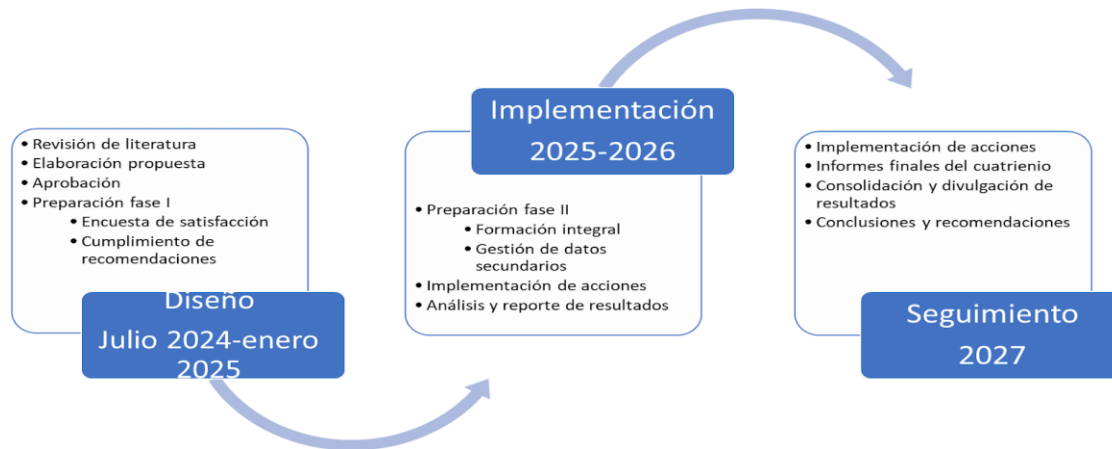 • Revisión de literatura
• Elaboración propuesta
• Aprobación
• Preparación fase I
• Encuesta de satisfacción
• Cumplimiento de
recomendaciones
Diseño
Julio 2024-enero
2025
Implementación
2025-2026
• Preparación fase II
• Formación integral
• Gestión de datos
secundarios
• Implementación de acciones
• Análisis y reporte de resultados
• Implementación de acciones
• Informes finales del cuatrienio
• Consolidación y divulgación de
resultados
• Conclusiones y recomendaciones
Seguimiento
2027